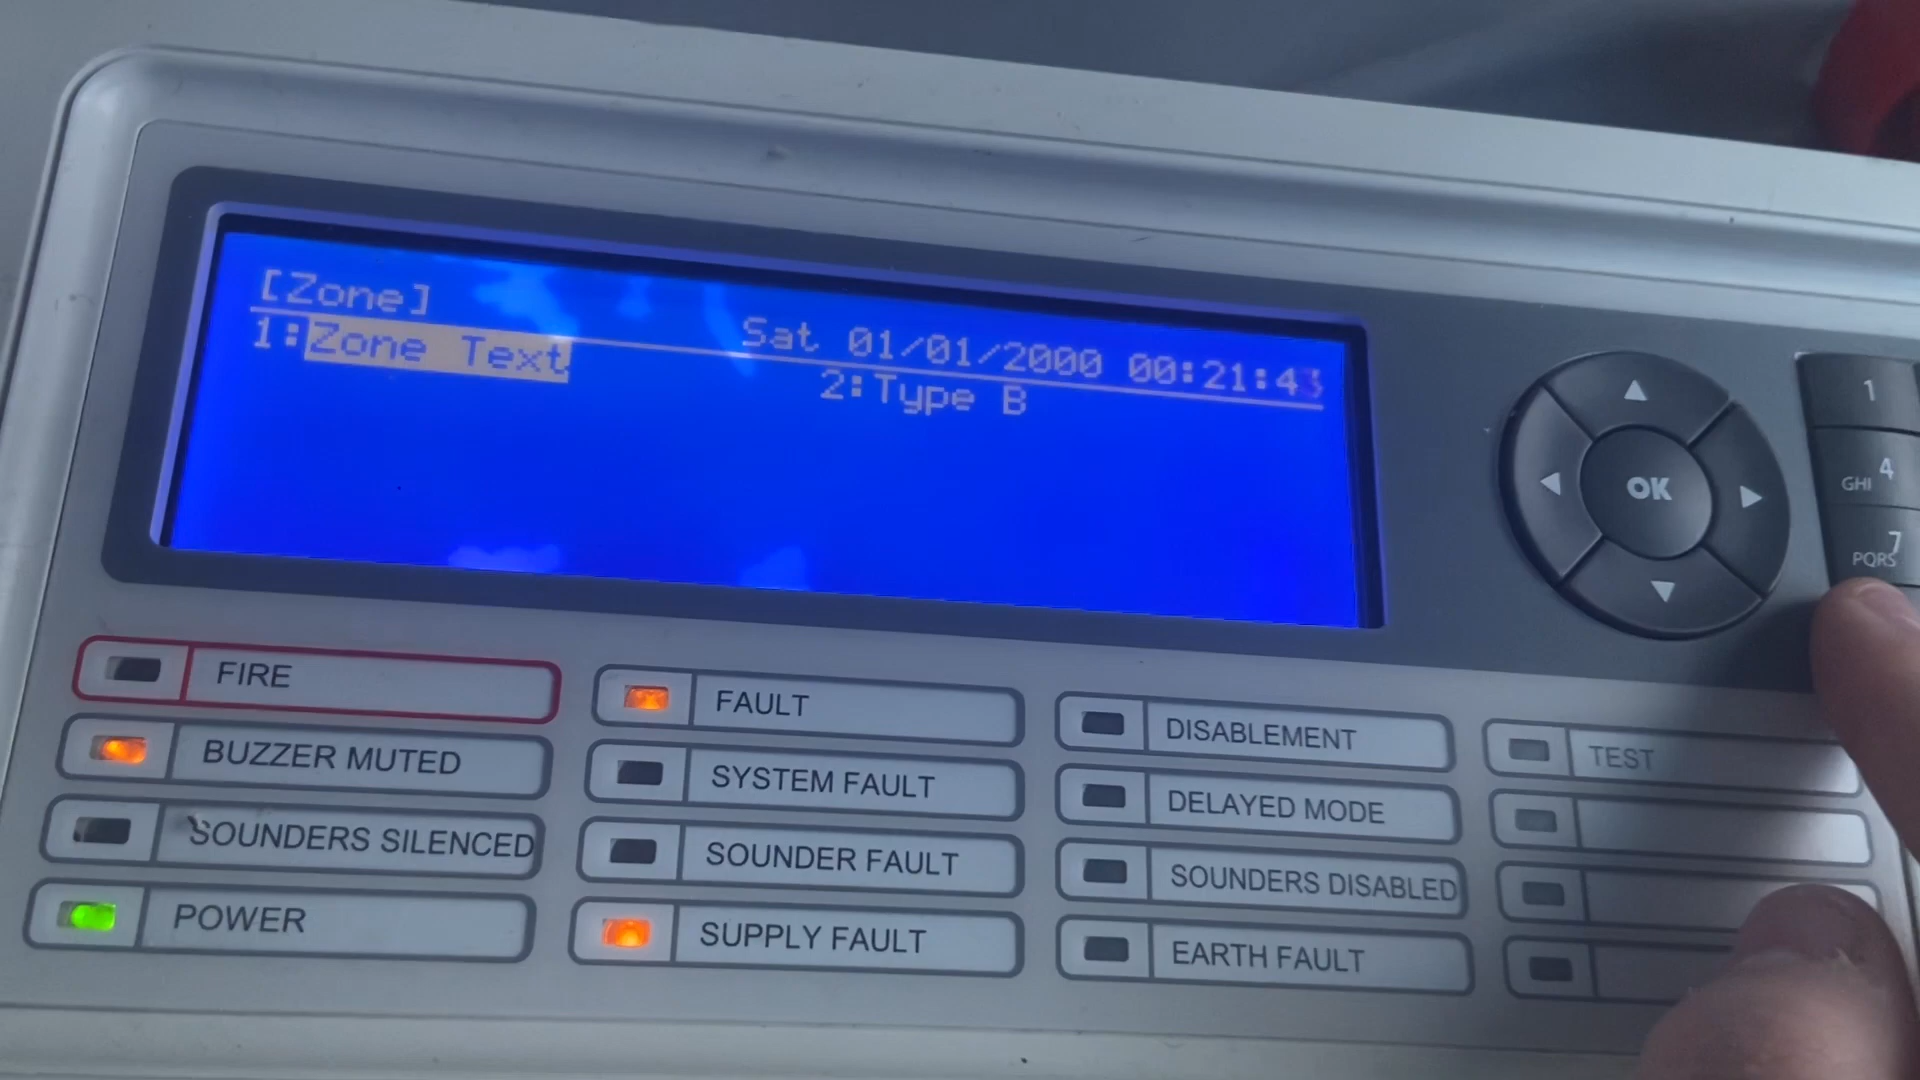 [Zone]
Sat 01/01/2000 00:21:43
1:Zone Text
2:Type B
OK
1
GHI 4
PQRS 7
FIRE
FAULT
DISABLEMENT
TEST
BUZZER MUTED
SYSTEM FAULT
DELAYED MODE
SOUNDERS SILENCED
SOUNDER FAULT
SOUNDERS DISABLED
POWER
SUPPLY FAULT
EARTH FAULT